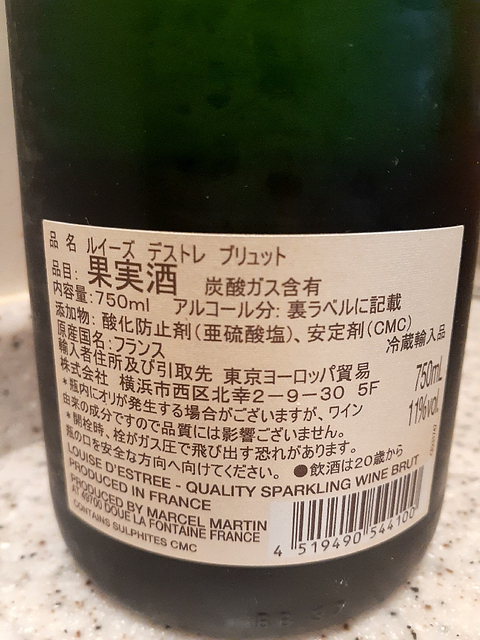 品 名 ルイーズ デストレ ブリュット
品目: 果実酒 炭酸ガス含有
内容量:750ml アルコール分: 裏ラベルに記載
添加物: 酸化防止剤(亜硫酸塩)、安定剤(CMC)
原産国名: フランス 冷蔵輸入品
輸入者住所及び引取先 東京ヨーロッパ貿易
株式会社 横浜市西区北幸2-9-30 5F
750mL
11%vol.
*瓶内にオリが発生する場合がございますが、ワイン
由来の成分ですので品質には影響ございません。
*開栓時、栓がガス圧で飛び出す恐れがあります。
瓶の口を安全な方向へ向けてください。 ●飲酒は20歳から
LOUISE D'ESTREE - QUALITY SPARKLING WINE BRUT
PRODUCED IN FRANCE
PRODUCED BY MARCEL MARTIN
AT 49700 DOUE LA FONTAINE FRANCE
CONTAINS SULPHITES CMC
4 519490 544100